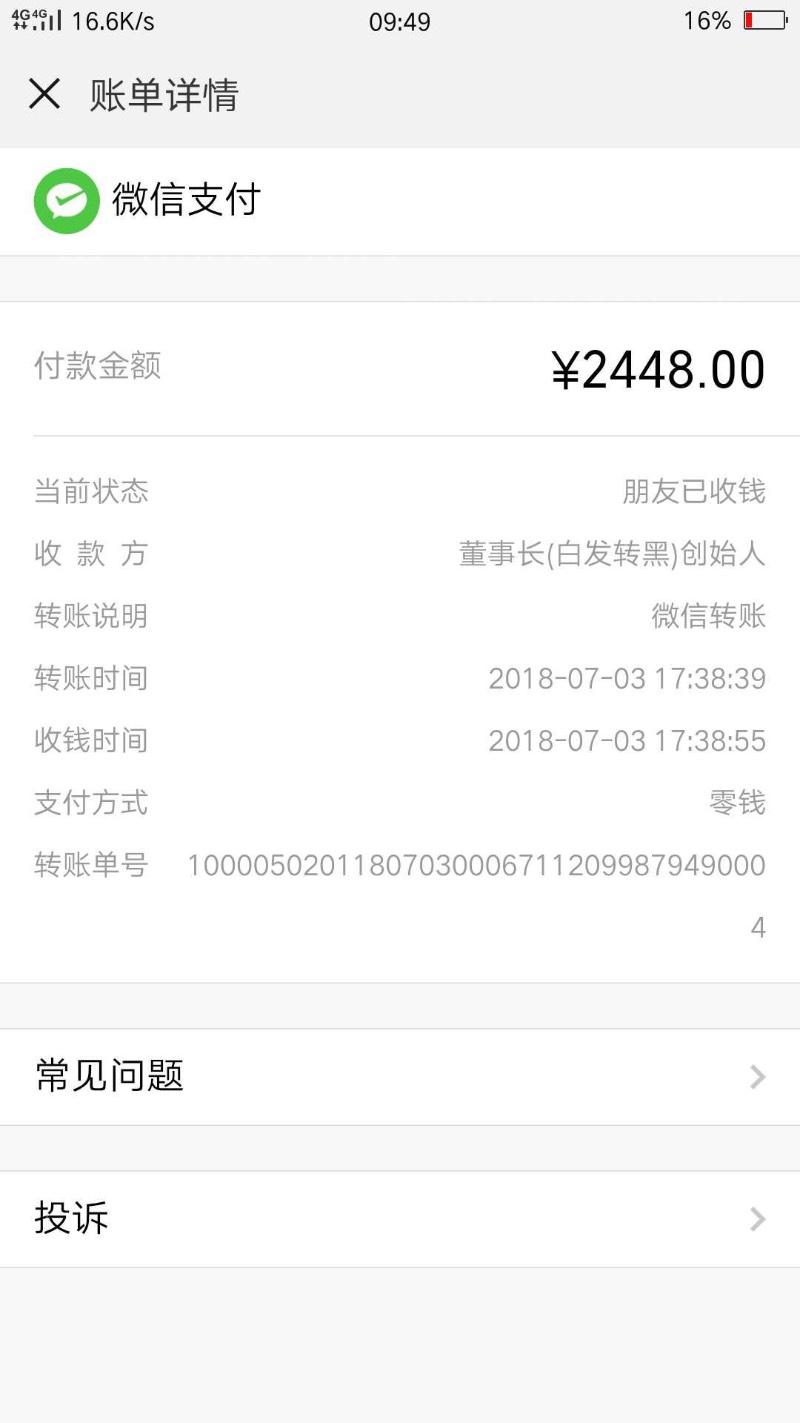 4G 4G 16.6K/s 09:49 16%
账单详情
微信支付
付款金额 ¥2448.00
当前状态 朋友已收钱
收款方 董事长(白发转黑)创始人
转账说明 微信转账
转账时间 2018-07-03 17:38:39
收钱时间 2018-07-03 17:38:55
支付方式 零钱
转账单号 100005020118070300067112099879490００
4
常见问题
投诉